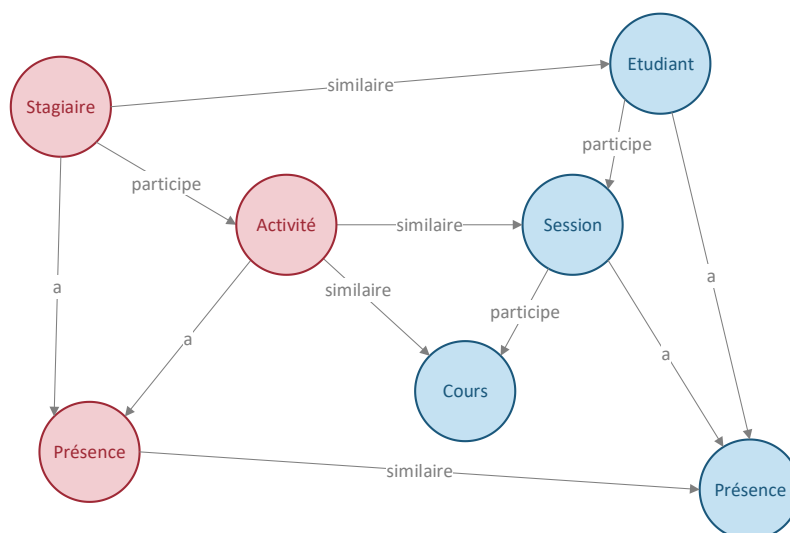 Etudiant
similaire
Stagiaire
participe
participe
Activité
similaire
Session
a
similaire
a
participe
a
a
Cours
Présence
similaire
Présence